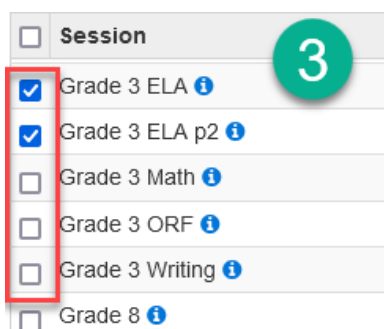 Session
3
Grade 3 ELA
Grade 3 ELA p2
Grade 3 Math
Grade 3 ORF
Grade 3 Writing
Grade 8